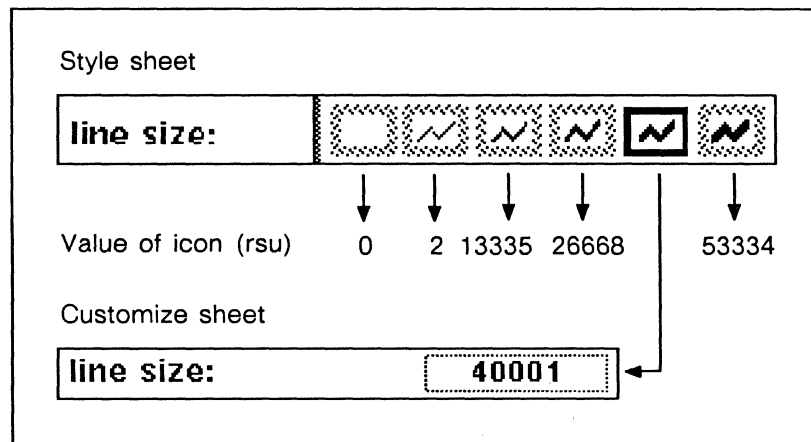 Style sheet
line size:
Value of icon (rsu) 0 2 13335 26668 53334
Customize sheet
line size: 40001